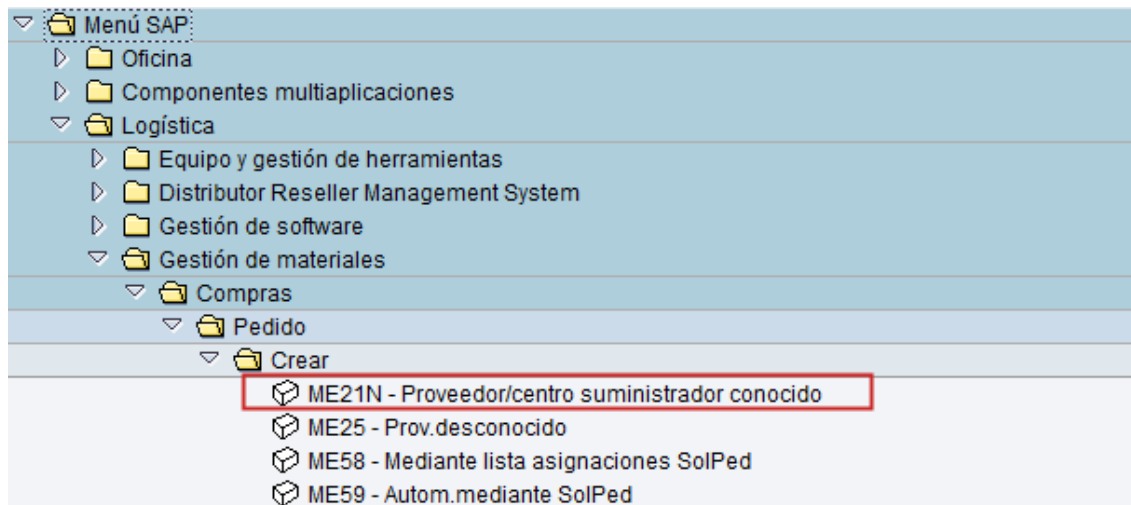 Menú SAP
Oficina
Componentes multiaplicaciones
Logística
Equipo y gestión de herramientas
Distributor Reseller Management System
Gestión de software
Gestión de materiales
Compras
Pedido
Crear
ME21N - Proveedor/centro suministrador conocido
ME25 - Prov.desconocido
ME58 - Mediante lista asignaciones SolPed
ME59 - Autom.mediante SolPed